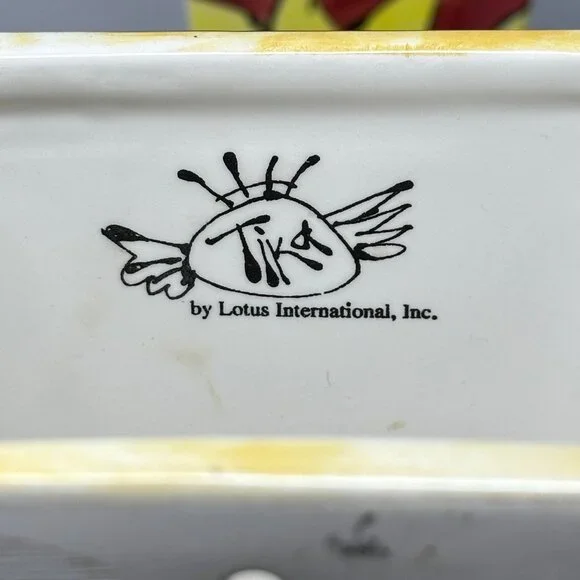 Tika
by Lotus International, Inc.